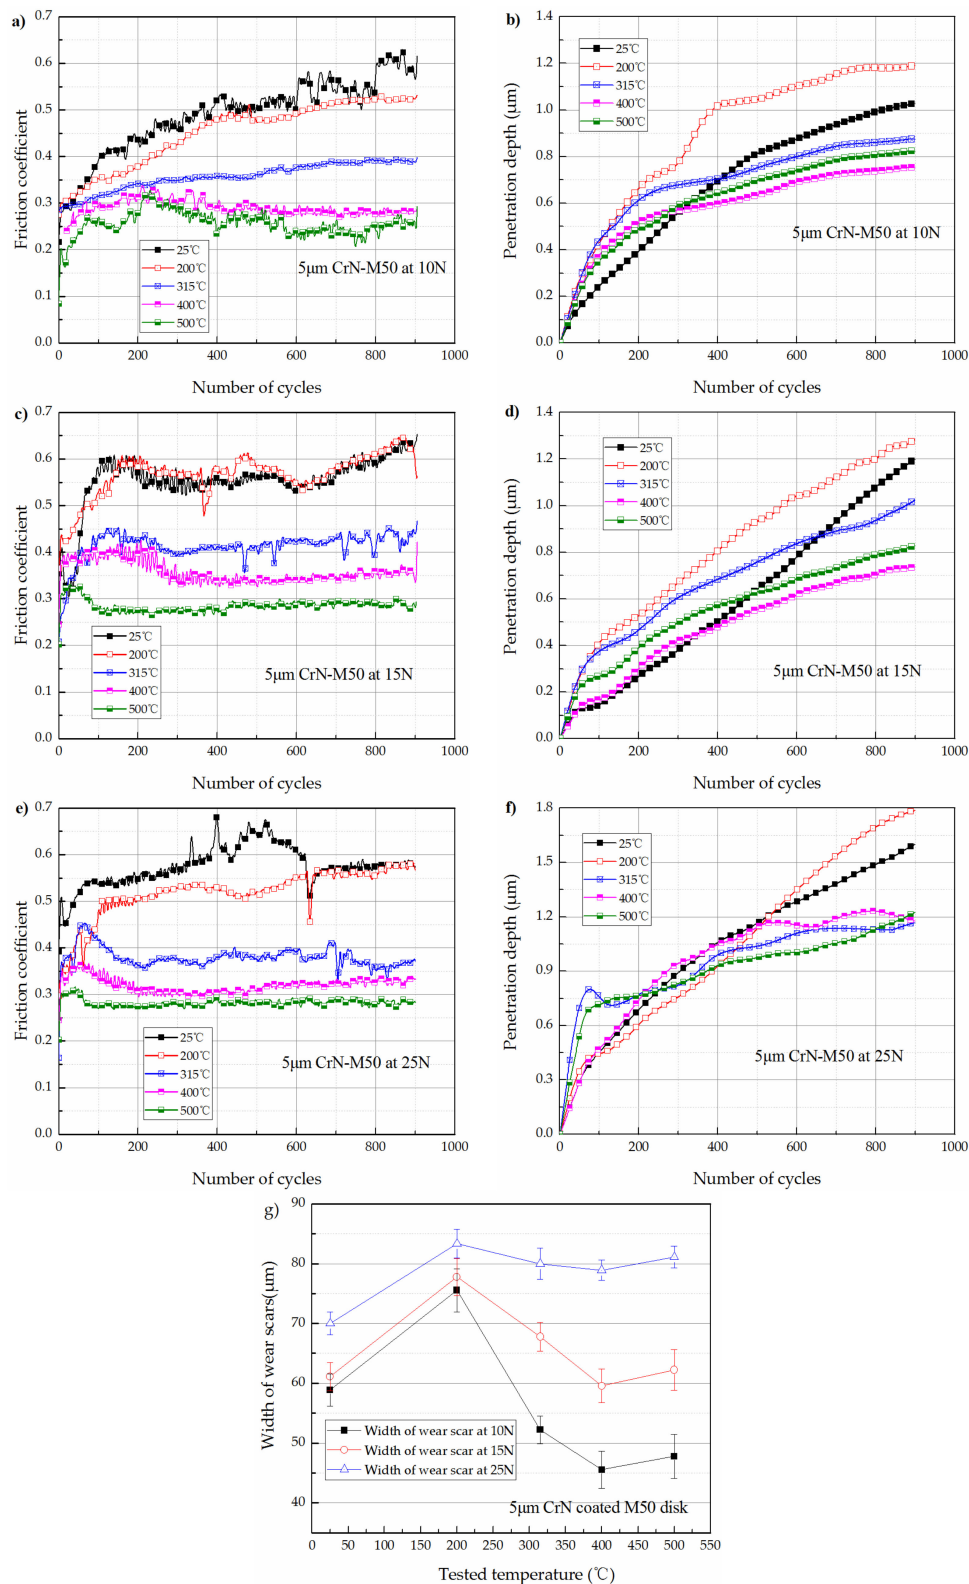 a)
0.7
0.6
0.5
0.4
0.3
0.2
0.1
0.0
Friction coefficient
25℃
200℃
315℃
400℃
500℃
5μm CrN-M50 at 10N
0 200 400 600 800 1000
Number of cycles
b)
1.4
1.2
1.0
0.8
0.6
0.4
0.2
0.0
Penetration depth (μm)
25℃
200℃
315℃
400℃
500℃
5μm CrN-M50 at 10N
0 200 400 600 800 1000
Number of cycles
c)
0.7
0.6
0.5
0.4
0.3
0.2
0.1
0.0
Friction coefficient
25℃
200℃
315℃
400℃
500℃
5μm CrN-M50 at 15N
0 200 400 600 800 1000
Number of cycles
d)
1.4
1.2
1.0
0.8
0.6
0.4
0.2
0.0
Penetration depth (μm)
25℃
200℃
315℃
400℃
500℃
5μm CrN-M50 at 15N
0 200 400 600 800 1000
Number of cycles
e)
0.7
0.6
0.5
0.4
0.3
0.2
0.1
0.0
Friction coefficient
25℃
200℃
315℃
400℃
500℃
5μm CrN-M50 at 25N
0 200 400 600 800 1000
Number of cycles
f)
1.8
1.5
1.2
0.9
0.6
0.3
0.0
Penetration depth (μm)
25℃
200℃
315℃
400℃
500℃
5μm CrN-M50 at 25N
0 200 400 600 800 1000
Number of cycles
g)
90
80
70
60
50
40
Width of wear scars(μm)
Width of wear scar at 10N
Width of wear scar at 15N
Width of wear scar at 25N
5μm CrN coated M50 disk
0 50 100 150 200 250 300 350 400 450 500 550
Tested temperature (℃)